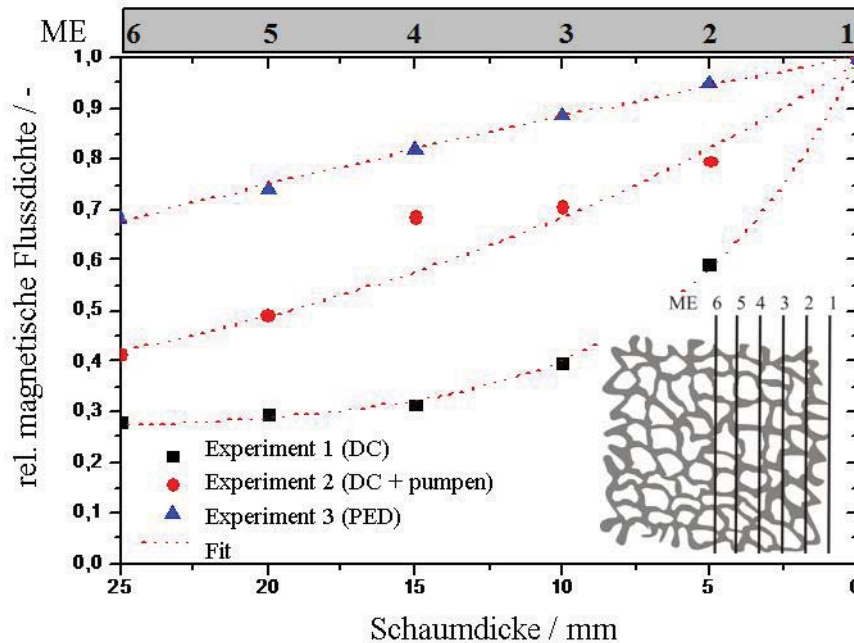 ME 6 5 4 3 2 1
1,0
0,9
0,8
0,7
0,6
0,5
0,4
0,3
0,2
0,1
0,0
rel. magnetische Flussdichte / -
ME 6 5 4 3 2 1
Experiment 1 (DC)
Experiment 2 (DC + pumpen)
Experiment 3 (PED)
Fit
25 20 15 10 5 0
Schaumdicke / mm